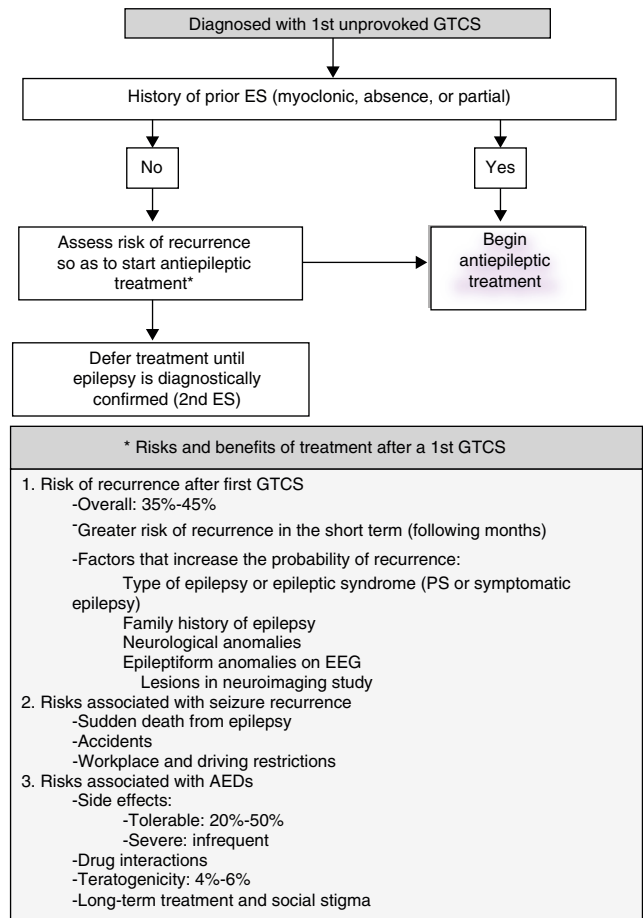 Diagnosed with 1st unprovoked GTCS
History of prior ES (myoclonic, absence, or partial)
No
Yes
Assess risk of recurrence
so as to start antiepileptic
treatment*
Begin
antiepileptic
treatment
Defer treatment until
epilepsy is diagnostically
confirmed (2nd ES)
* Risks and benefits of treatment after a 1st GTCS
1. Risk of recurrence after first GTCS
-Overall: 35%-45%
-Greater risk of recurrence in the short term (following months)
-Factors that increase the probability of recurrence:
Type of epilepsy or epileptic syndrome (PS or symptomatic
epilepsy)
Family history of epilepsy
Neurological anomalies
Epileptiform anomalies on EEG
Lesions in neuroimaging study
2. Risks associated with seizure recurrence
-Sudden death from epilepsy
-Accidents
-Workplace and driving restrictions
3. Risks associated with AEDs
-Side effects:
-Tolerable: 20%-50%
-Severe: infrequent
-Drug interactions
-Teratogenicity: 4%-6%
-Long-term treatment and social stigma